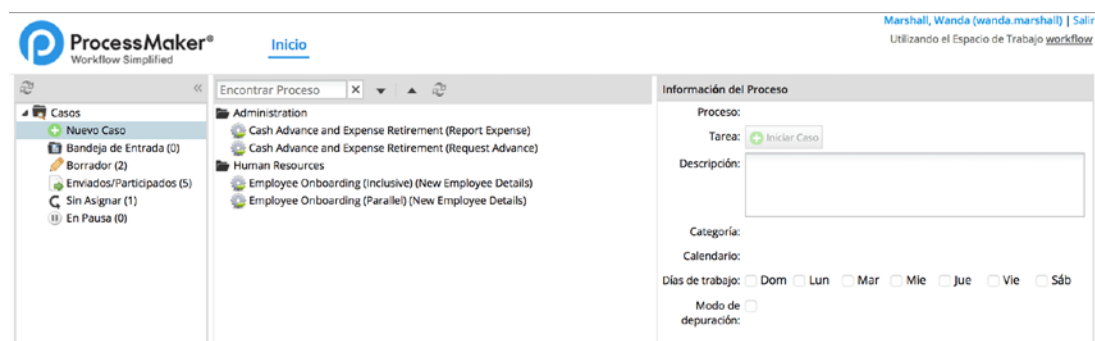 Marshall, Wanda (wanda.marshall) | Salir
Utilizando el Espacio de Trabajo workflow
ProcessMaker®
Workflow Simplified
Inicio
Casos
Nuevo Caso
Bandeja de Entrada (0)
Borrador (2)
Enviados/Participados (5)
Sin Asignar (1)
En Pausa (0)
Encontrar Proceso
Administration
Cash Advance and Expense Retirement (Report Expense)
Cash Advance and Expense Retirement (Request Advance)
Human Resources
Employee Onboarding (Inclusive) (New Employee Details)
Employee Onboarding (Parallel) (New Employee Details)
Información del Proceso
Proceso:
Tarea: Iniciar Caso
Descripción:
Categoría:
Calendario:
Días de trabajo: Dom Lun Mar Mie Jue Vie Sáb
Modo de
depuración: